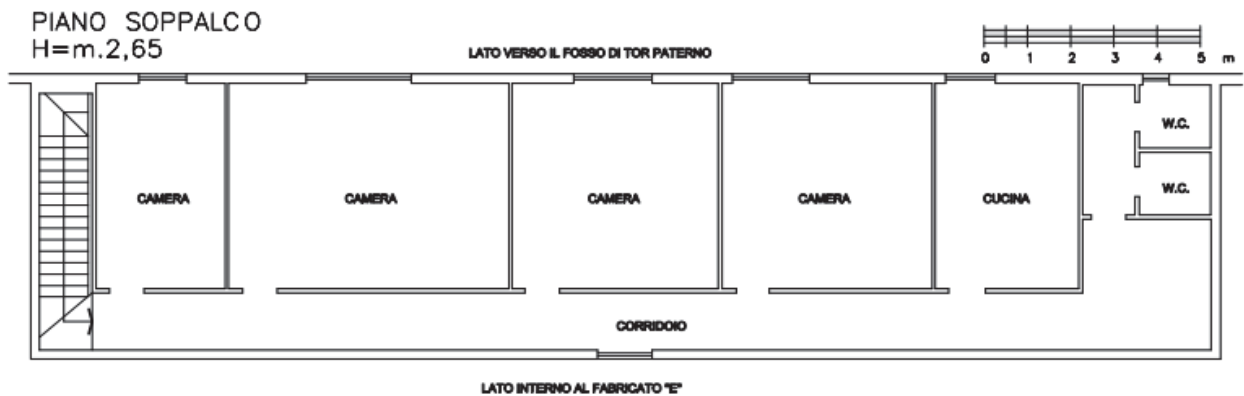 PIANO SOPPALCO
H=m.2,65
LATO VERSO IL FOSSO DI TOR PATERNO
0 1 2 3 4 5 m
W.C.
W.C.
CAMERA CAMERA CAMERA CAMERA CUCINA
CORRIDOIO
LATO INTERNO AL FABRICATO "E"